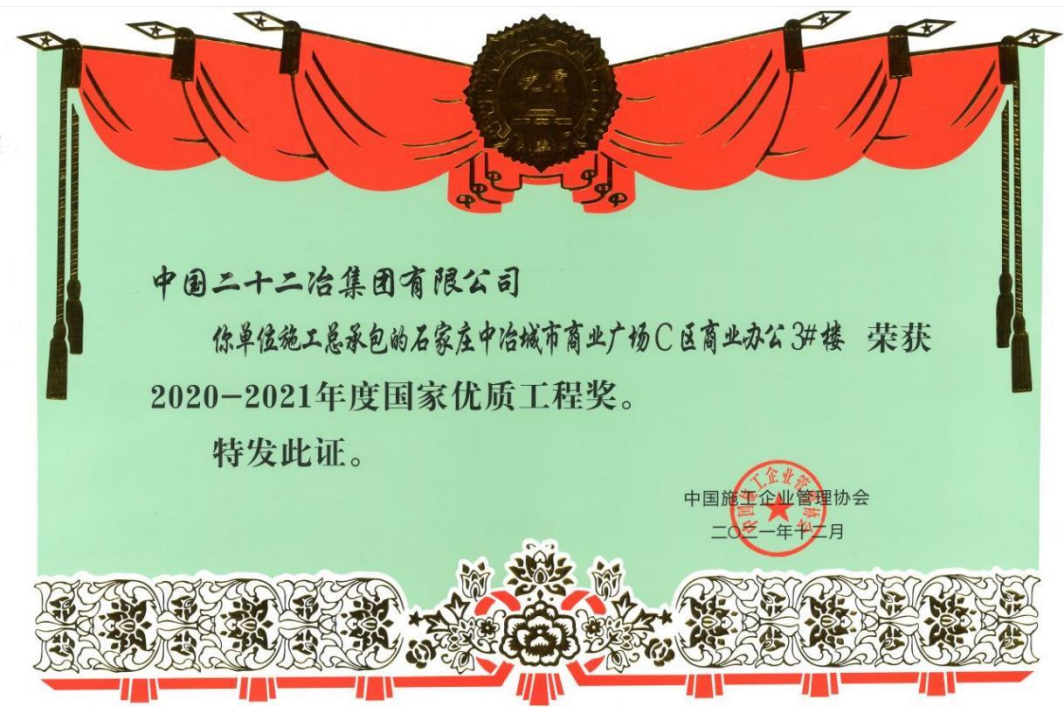 中国二十二冶集团有限公司
你单位施工总承包的石家庄中冶城市商业广场C区商业办公3#楼 荣获
2020-2021年度国家优质工程奖。
特发此证。
中国施工企业管理协会
二〇二一年十二月